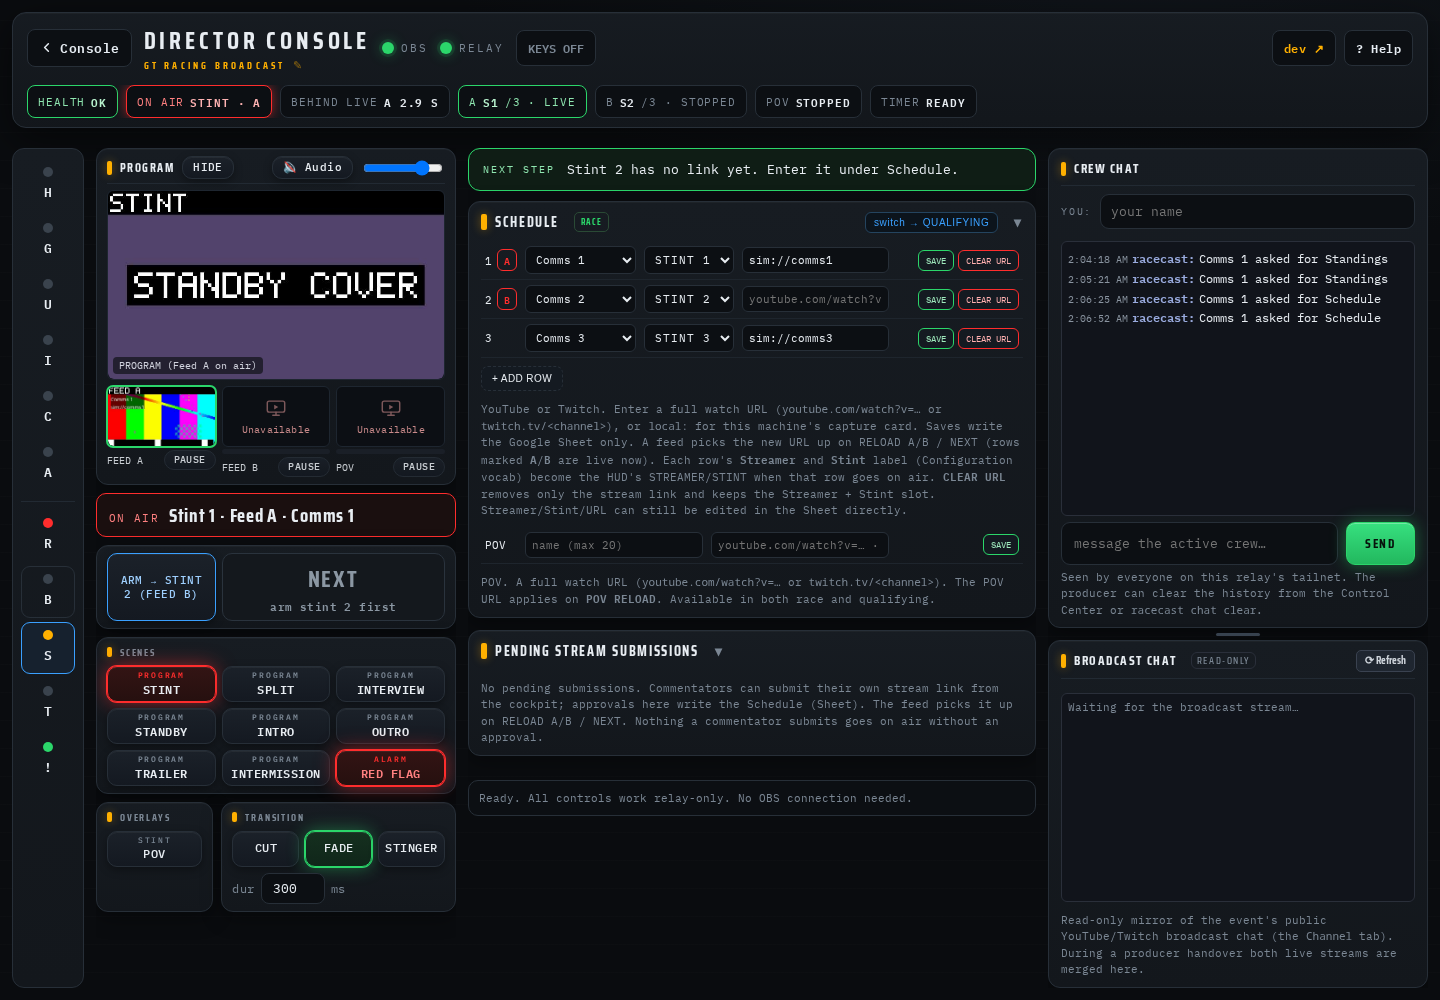 Console
DIRECTOR CONSOLE
GT RACING BROADCAST
OBS
RELAY
KEYS OFF
dev ↗
? Help
HEALTH OK
ON AIR STINT · A
BEHIND LIVE A 2.9 S
A S1 /3 · LIVE
B S2 /3 · STOPPED
POV STOPPED
TIMER READY
H
G
U
I
C
A
R
B
S
T
!
PROGRAM
HIDE
Audio
STINT
STANDBY COVER
PROGRAM (Feed A on air)
FEED A
Unavailable
Unavailable
FEED A
PAUSE
FEED B
PAUSE
POV
PAUSE
ON AIR Stint 1 · Feed A · Comms 1
ARM → STINT
2 (FEED B)
NEXT
arm stint 2 first
SCENES
PROGRAM
STINT
PROGRAM
SPLIT
PROGRAM
INTERVIEW
PROGRAM
STANDBY
PROGRAM
INTRO
PROGRAM
OUTRO
PROGRAM
TRAILER
PROGRAM
INTERMISSION
ALARM
RED FLAG
OVERLAYS
STINT
POV
TRANSITION
CUT
FADE
STINGER
dur 300 ms
NEXT STEP Stint 2 has no link yet. Enter it under Schedule.
SCHEDULE
RACE
switch → QUALIFYING
▼
1 A Comms 1 STINT 1 sim://comms1 SAVE CLEAR URL
2 B Comms 2 STINT 2 youtube.com/watch?v SAVE CLEAR URL
3 Comms 3 STINT 3 sim://comms3 SAVE CLEAR URL
+ ADD ROW
YouTube or Twitch. Enter a full watch URL (youtube.com/watch?v=… or
twitch.tv/<channel>), or local: for this machine's capture card. Saves write
the Google Sheet only. A feed picks the new URL up on RELOAD A/B / NEXT (rows
marked A/B are live now). Each row's Streamer and Stint label (Configuration
vocab) become the HUD's STREAMER/STINT when that row goes on air. CLEAR URL
removes only the stream link and keeps the Streamer + Stint slot.
Streamer/Stint/URL can still be edited in the Sheet directly.
POV name (max 20) youtube.com/watch?v=… · SAVE
POV. A full watch URL (youtube.com/watch?v=… or twitch.tv/<channel>). The POV
URL applies on POV RELOAD. Available in both race and qualifying.
PENDING STREAM SUBMISSIONS ▼
No pending submissions. Commentators can submit their own stream link from
the cockpit; approvals here write the Schedule (Sheet). The feed picks it up
on RELOAD A/B / NEXT. Nothing a commentator submits goes on air without an
approval.
Ready. All controls work relay-only. No OBS connection needed.
CREW CHAT
YOU: your name
2:04:18 AM racecast: Comms 1 asked for Standings
2:05:21 AM racecast: Comms 1 asked for Standings
2:06:25 AM racecast: Comms 1 asked for Schedule
2:06:52 AM racecast: Comms 1 asked for Schedule
message the active crew…
SEND
Seen by everyone on this relay's tailnet. The
producer can clear the history from the Control
Center or racecast chat clear.
BROADCAST CHAT
READ-ONLY
⟳ Refresh
Waiting for the broadcast stream…
Read-only mirror of the event's public
YouTube/Twitch broadcast chat (the Channel tab).
During a producer handover both live streams are
merged here.